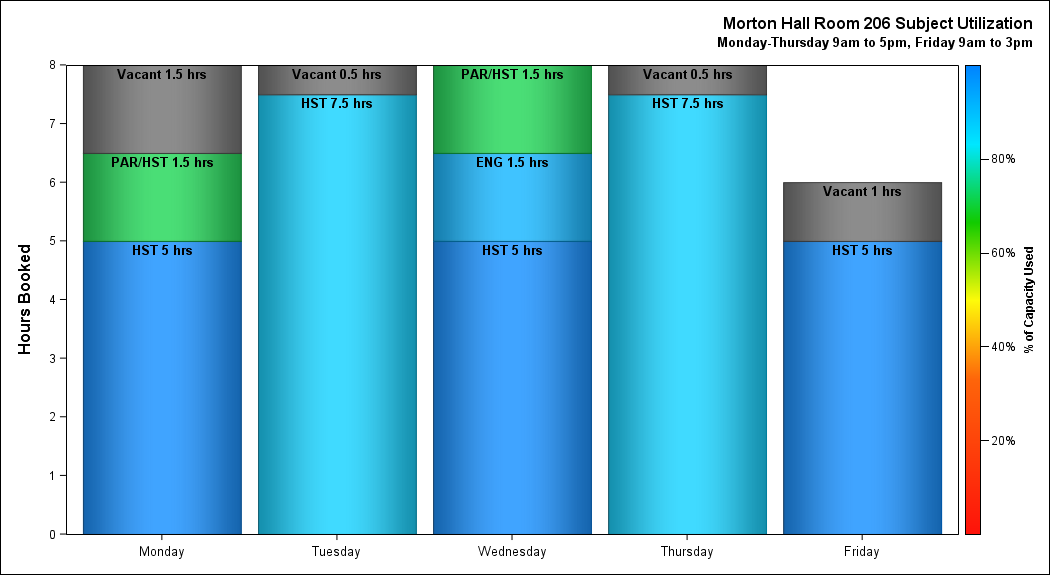 Morton Hall Room 206 Subject Utilization
Monday-Thursday 9am to 5pm, Friday 9am to 3pm
Hours Booked
8
7
6
5
4
3
2
1
0
Vacant 1.5 hrs
PAR/HST 1.5 hrs
HST 5 hrs
Vacant 0.5 hrs
HST 7.5 hrs
PAR/HST 1.5 hrs
ENG 1.5 hrs
HST 5 hrs
Vacant 0.5 hrs
HST 7.5 hrs
Vacant 1 hrs
HST 5 hrs
Monday
Tuesday
Wednesday
Thursday
Friday
80%
60%
40%
20%
% of Capacity Used